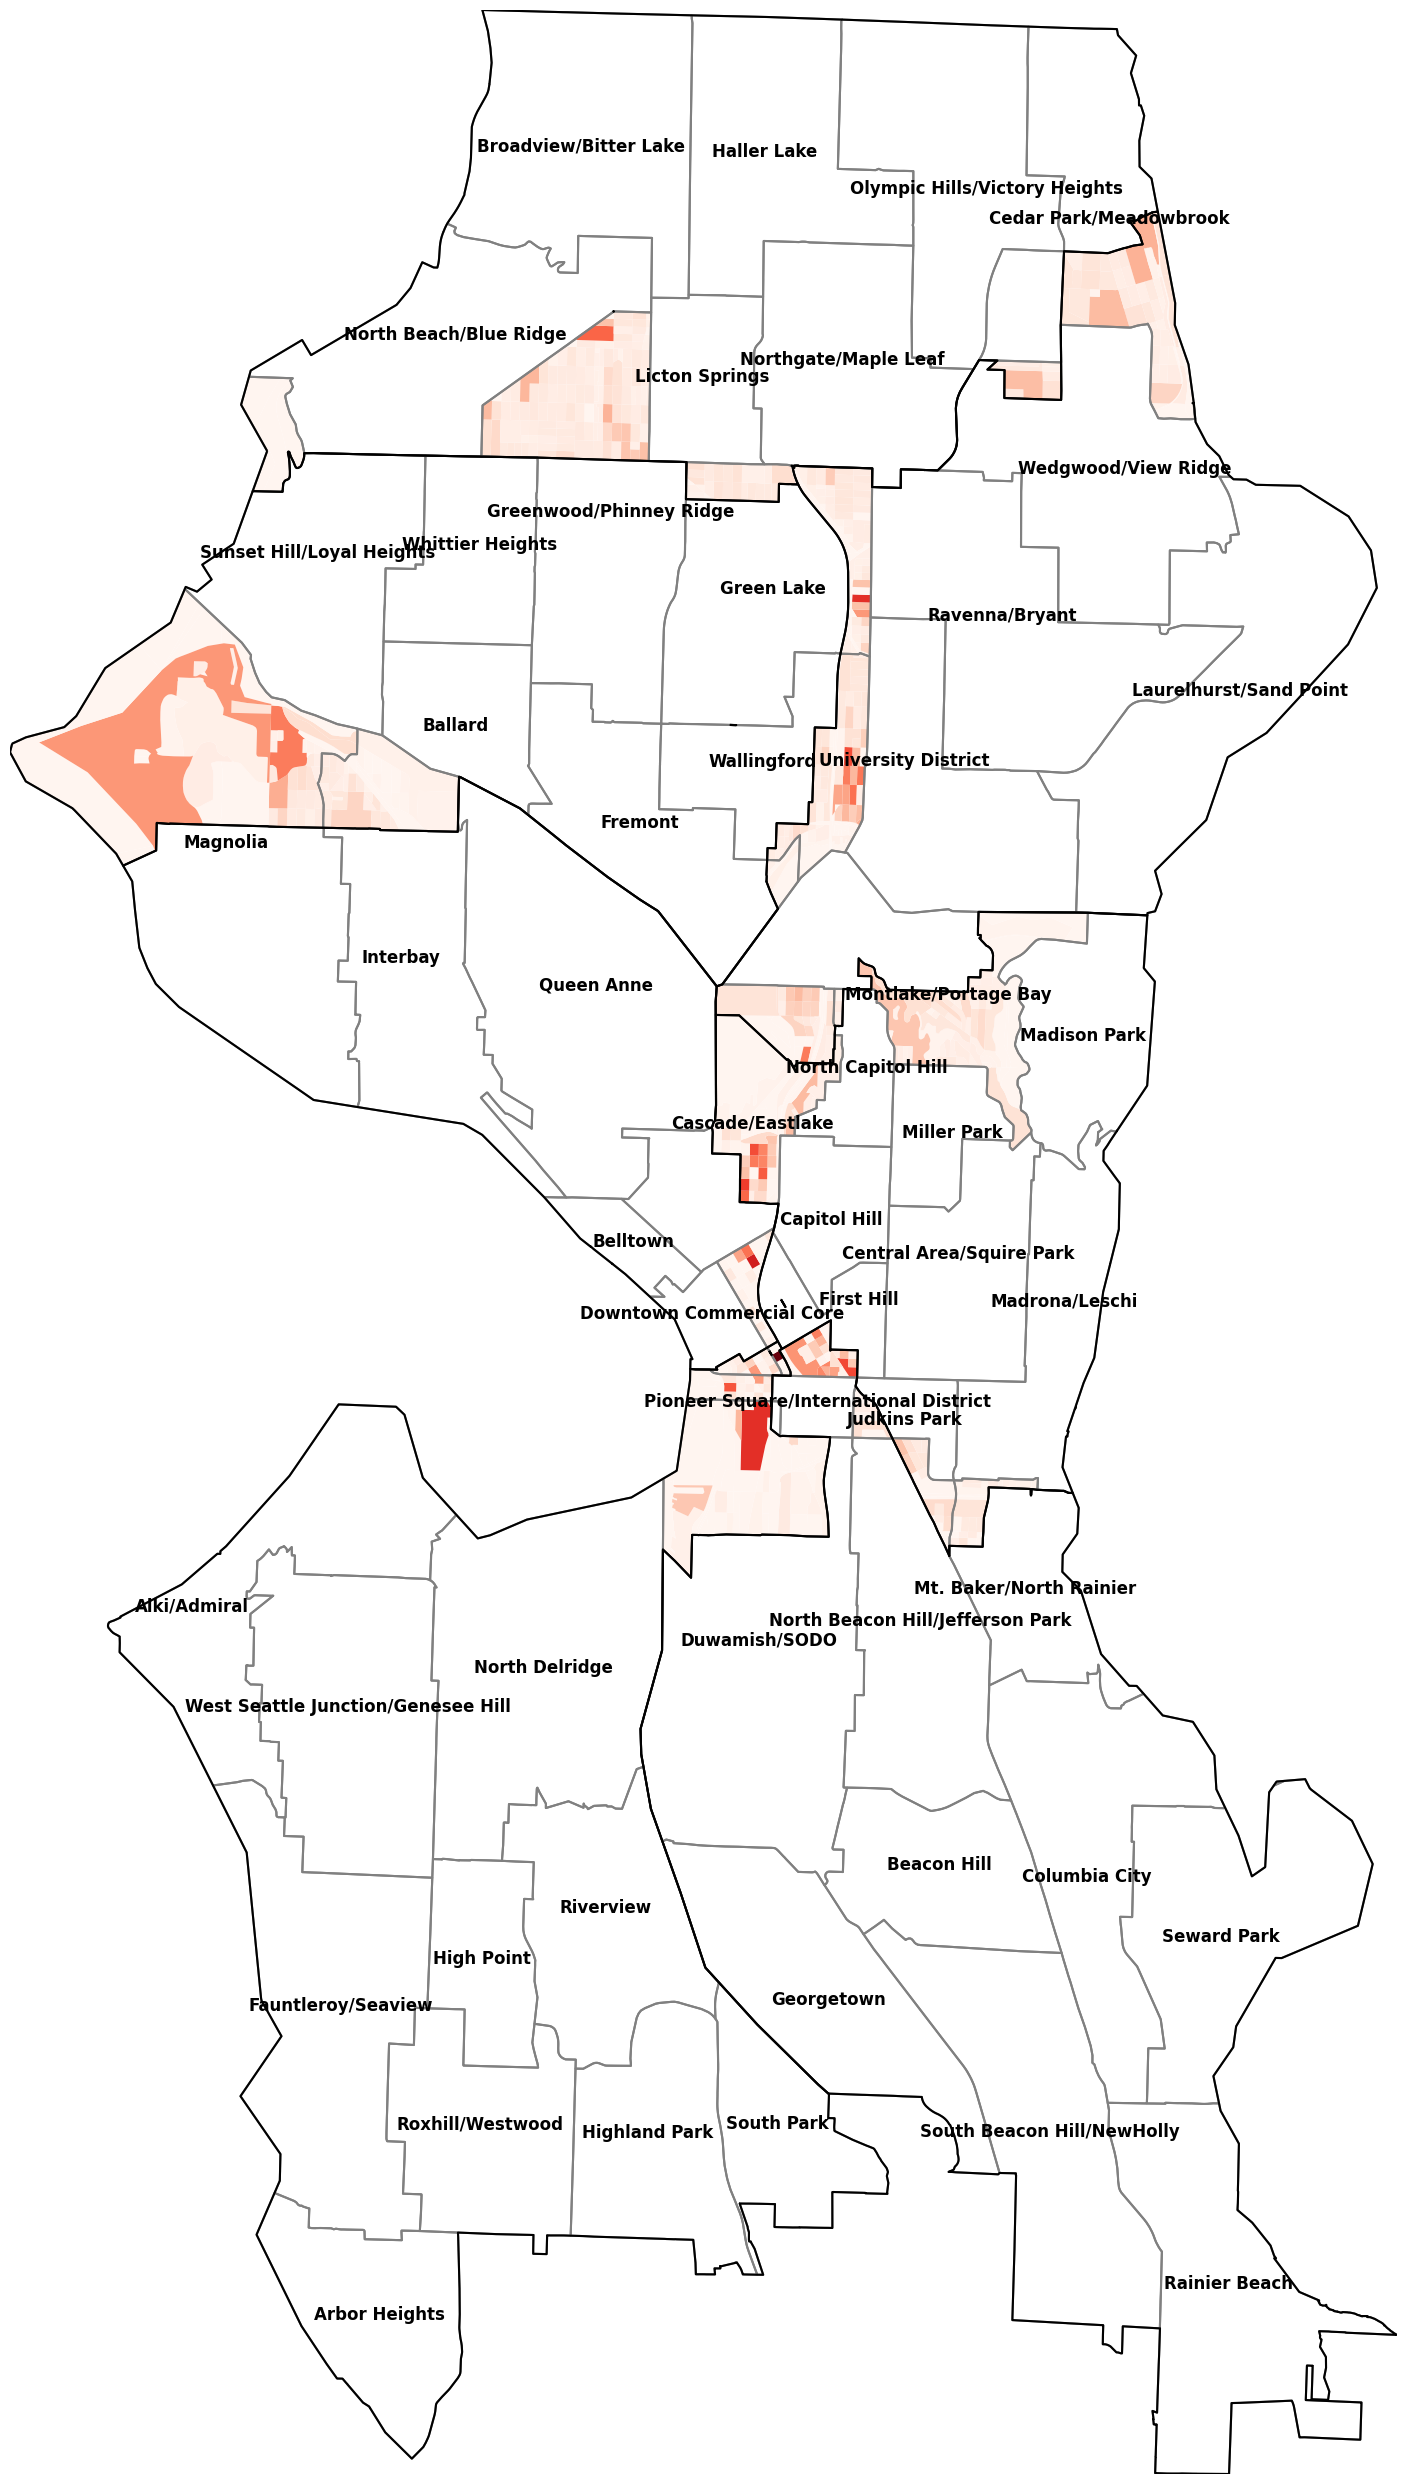 Broadview/Bitter Lake
Haller Lake
Olympic Hills/Victory Heights
Cedar Park/Meadowbrook
North Beach/Blue Ridge
Northgate/Maple Leaf
Licton Springs
Wedgwood/View Ridge
Greenwood/Phinney Ridge
Whittier Heights
Sunset Hill/Loyal Heights
Green Lake
Ravenna/Bryant
Laurelhurst/Sand Point
Ballard
Wallingford
University District
Fremont
Magnolia
Interbay
Queen Anne
Montlake/Portage Bay
Madison Park
North Capitol Hill
Cascade/Eastlake
Miller Park
Capitol Hill
Belltown
Central Area/Squire Park
First Hill
Madrona/Leschi
Downtown Commercial Core
Pioneer Square/International District
Judkins Park
Mt. Baker/North Rainier
Alki/Admiral
North Beacon Hill/Jefferson Park
Duwamish/SODO
North Delridge
West Seattle Junction/Genesee Hill
Beacon Hill
Columbia City
Riverview
Seward Park
High Point
Georgetown
Fauntleroy/Seaview
Roxhill/Westwood
South Park
Highland Park
South Beacon Hill/NewHolly
Rainier Beach
Arbor Heights